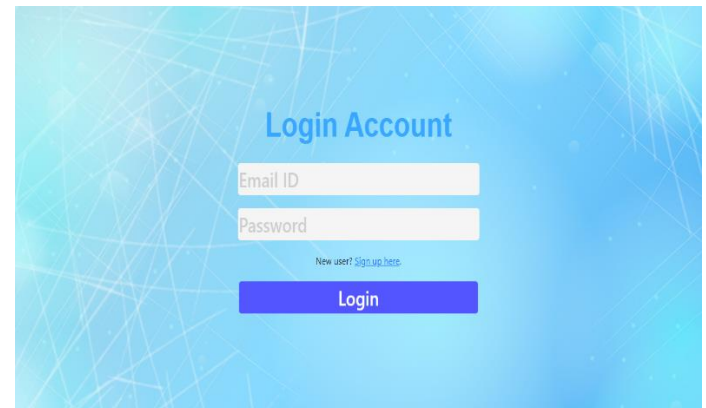 Login Account
Email ID
Password
New user? Sign up here.
Login